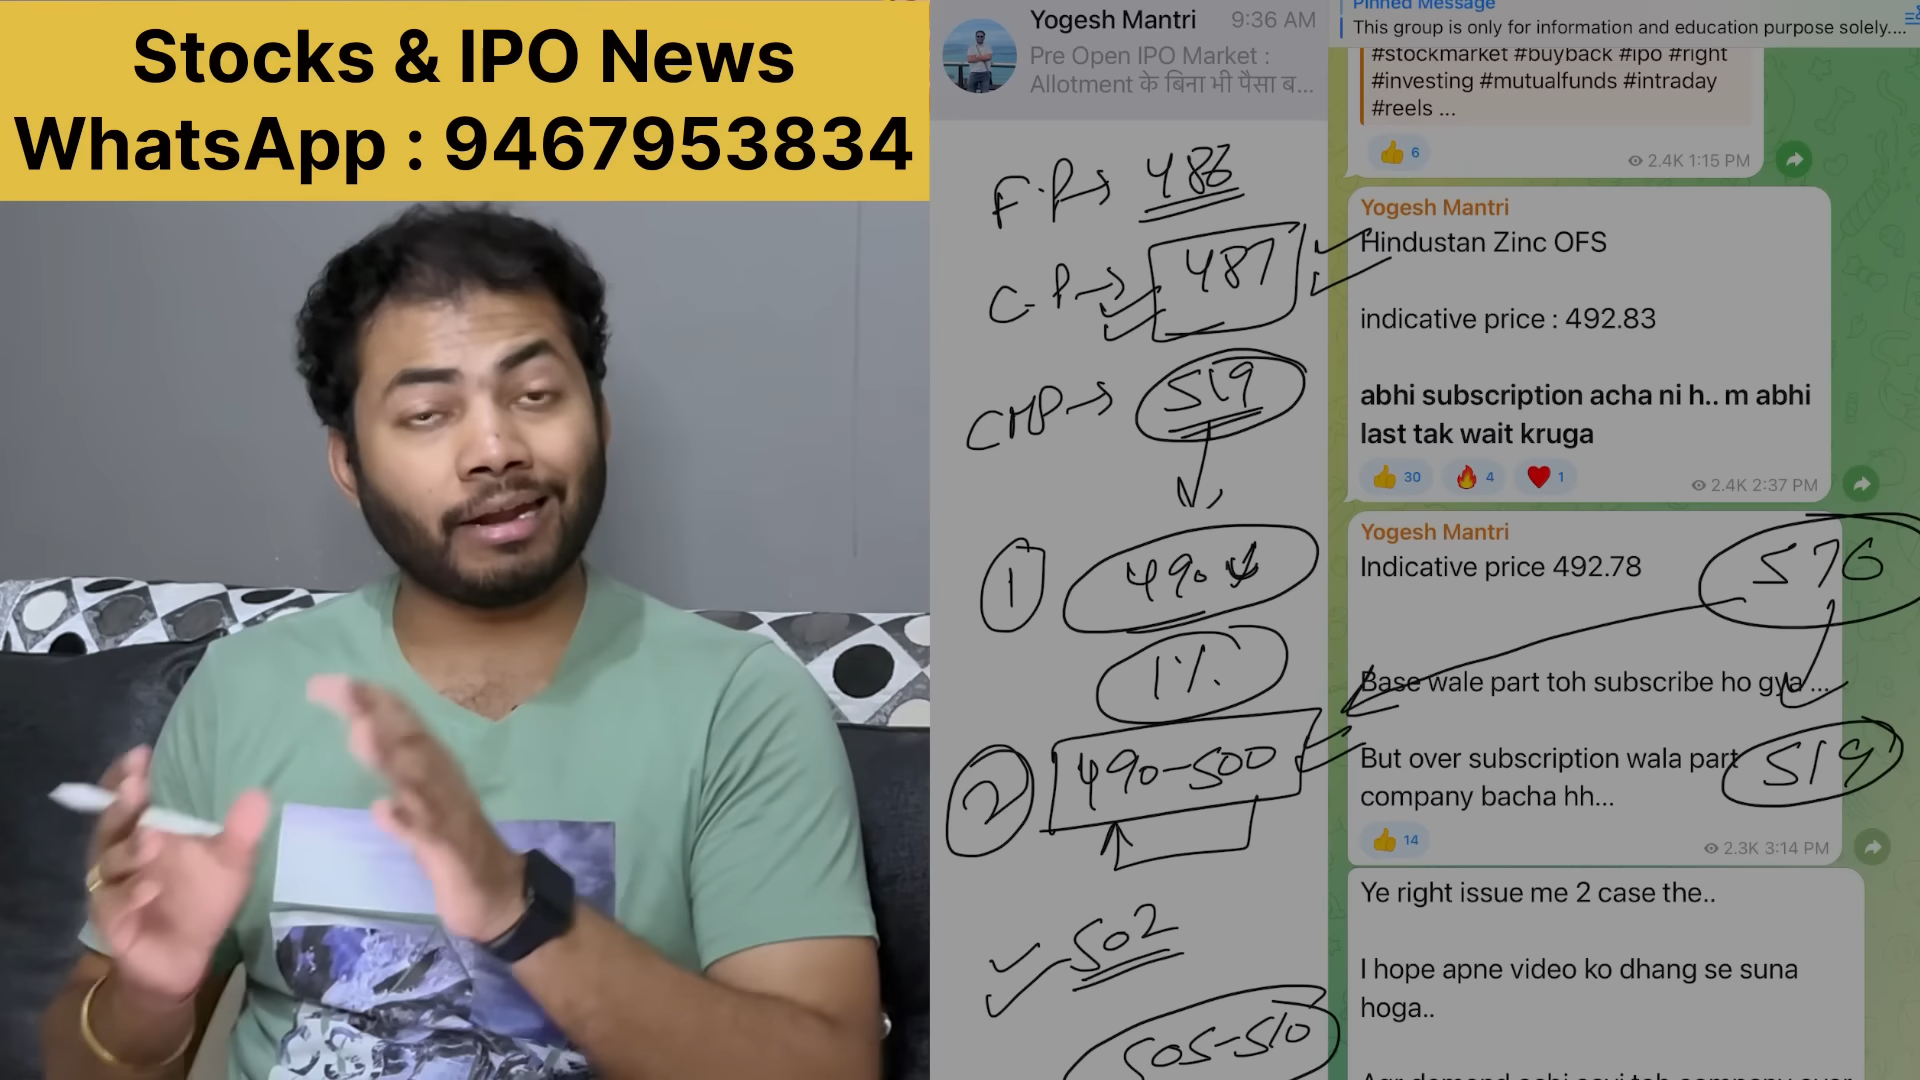 Stocks & IPO News
WhatsApp : 9467953834
Yogesh Mantri 9:36 AM
Pre Open IPO Market :
Allotment के बिना भी पैसा ब...
F.P→ 486
C.P→ 487
CMP→ 519
1 490
1%
2 490-500
502
505-510
Pinned Message
This group is only for information and education purpose solely....
#stockmarket #buyback #ipo #right
#investing #mutualfunds #intraday
#reels ...
6
2.4K 1:15 PM
Yogesh Mantri
Hindustan Zinc OFS
indicative price : 492.83
abhi subscription acha ni h.. m abhi
last tak wait kruga
30 4 1
2.4K 2:37 PM
Yogesh Mantri
Indicative price 492.78
576
Base wale part toh subscribe ho gya ...
But over subscription wala part
company bacha hh...
519
14
2.3K 3:14 PM
Ye right issue me 2 case the..
I hope apne video ko dhang se suna
hoga..